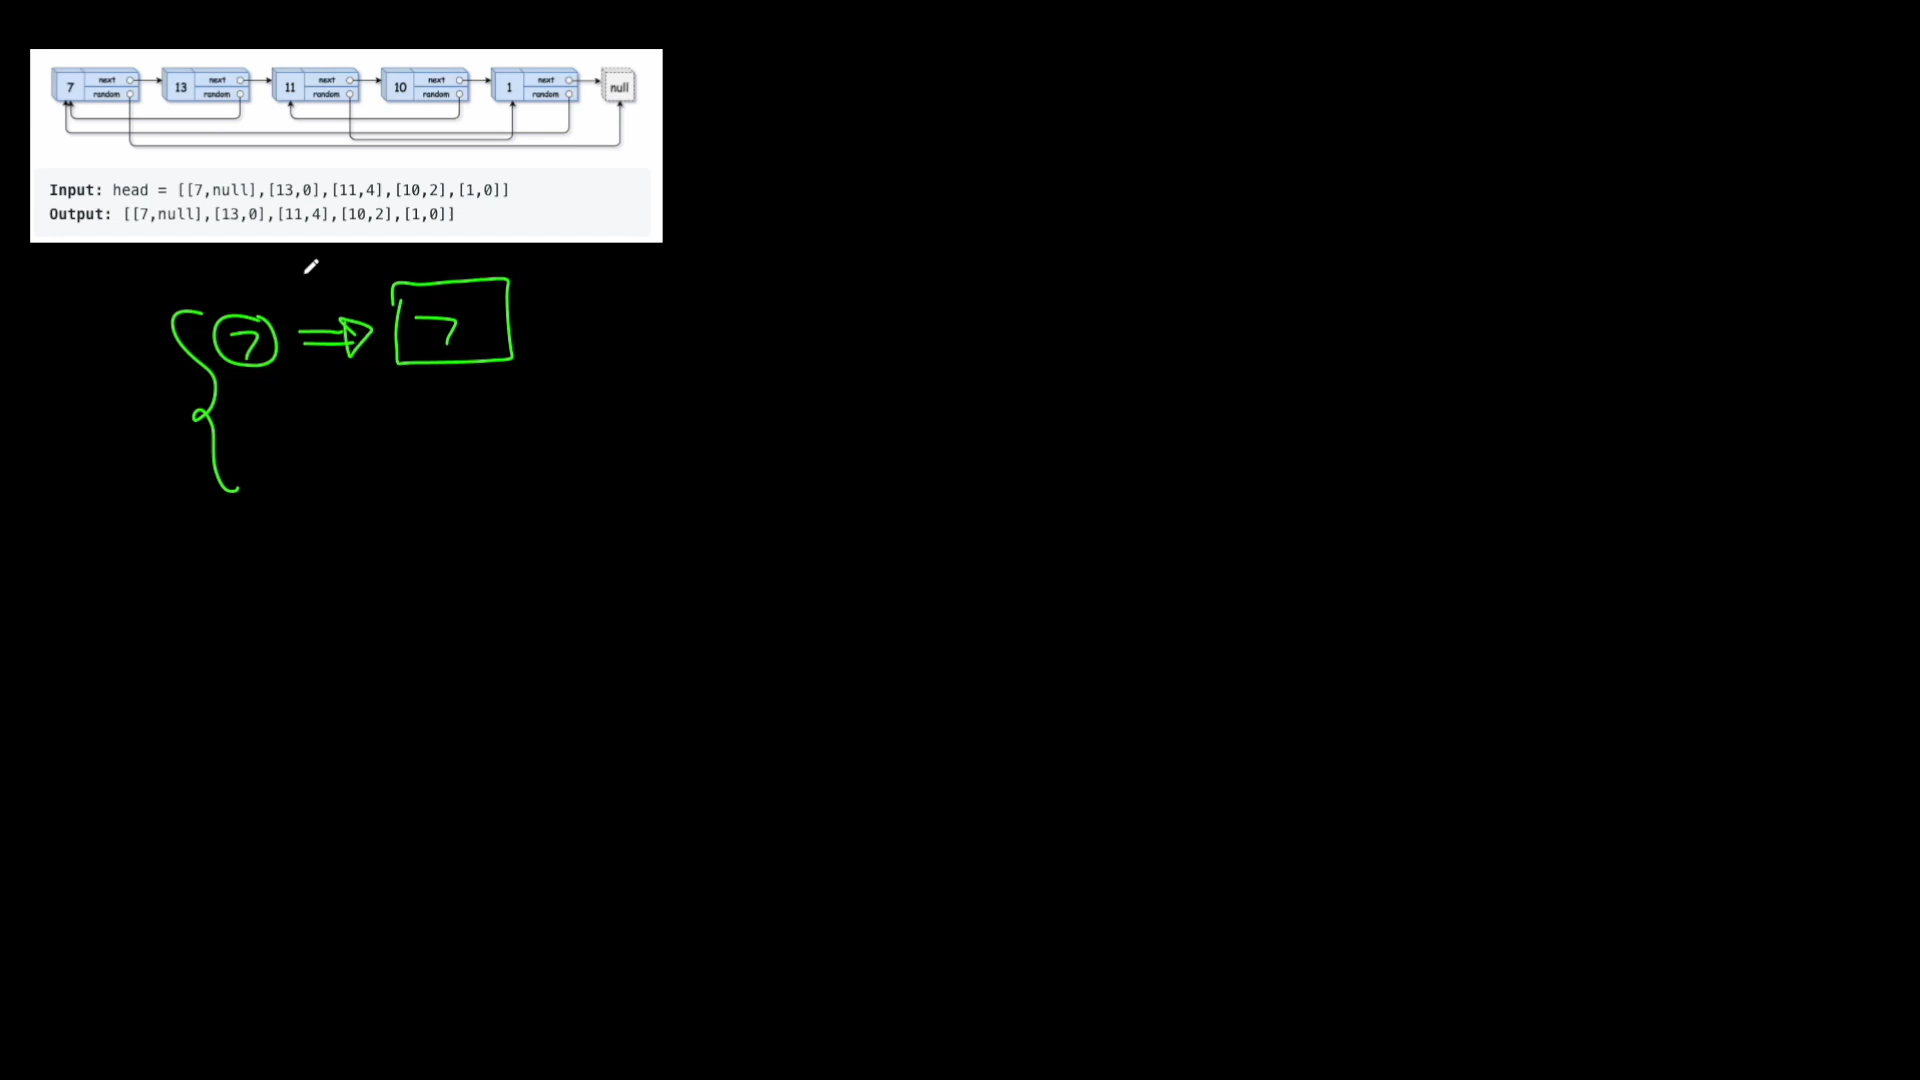 7 next random 13 next random 11 next random 10 next random 1 next random null
Input: head = [[7,null],[13,0],[11,4],[10,2],[1,0]]
Output: [[7,null],[13,0],[11,4],[10,2],[1,0]]
{ 7 ⇒ 7